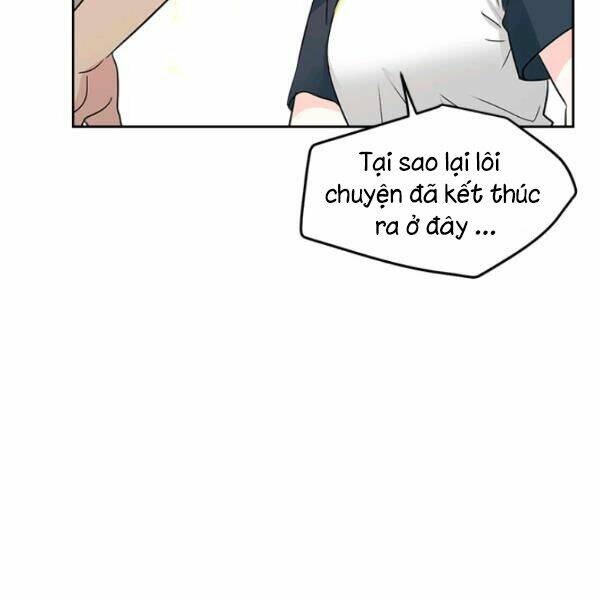 Tại sao lại lôi
chuyện đã kết thúc
ra ở đây ...